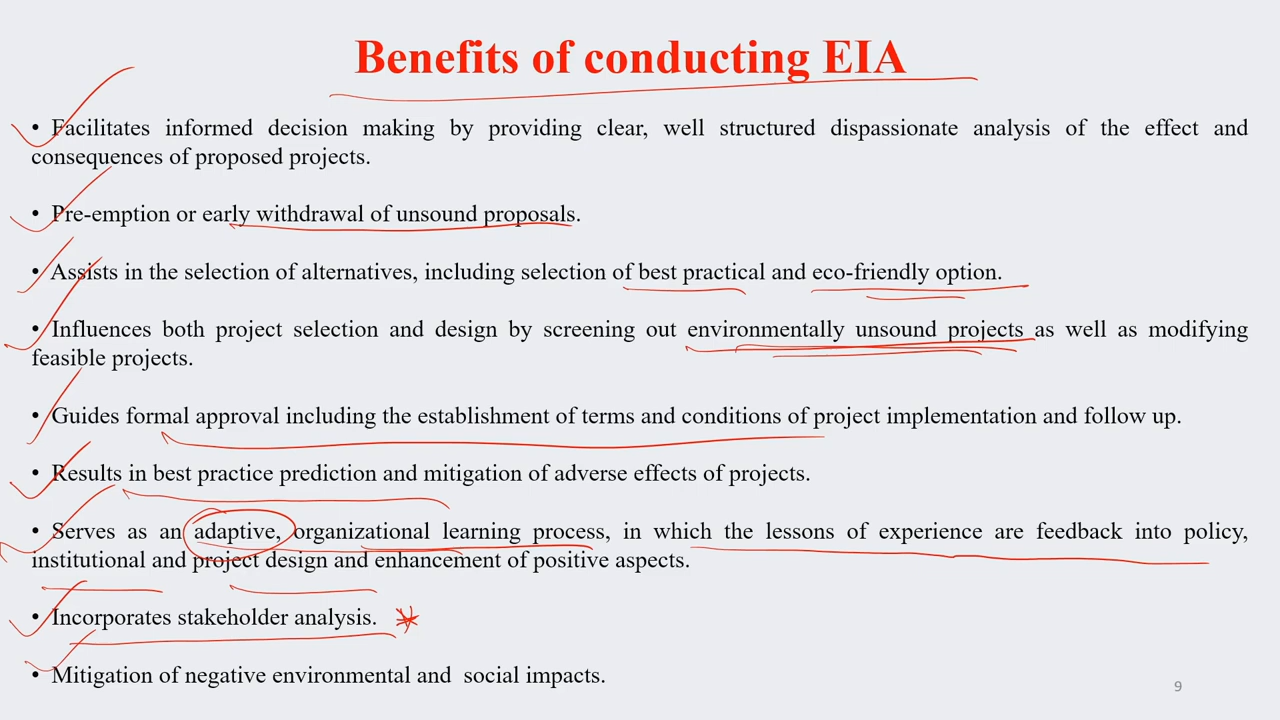 Benefits of conducting EIA
• Facilitates informed decision making by providing clear, well structured dispassionate analysis of the effect and
consequences of proposed projects.
• Pre-emption or early withdrawal of unsound proposals.
• Assists in the selection of alternatives, including selection of best practical and eco-friendly option.
• Influences both project selection and design by screening out environmentally unsound projects as well as modifying
feasible projects.
• Guides formal approval including the establishment of terms and conditions of project implementation and follow up.
• Results in best practice prediction and mitigation of adverse effects of projects.
• Serves as an adaptive, organizational learning process, in which the lessons of experience are feedback into policy,
institutional and project design and enhancement of positive aspects.
• Incorporates stakeholder analysis.
• Mitigation of negative environmental and social impacts.
9